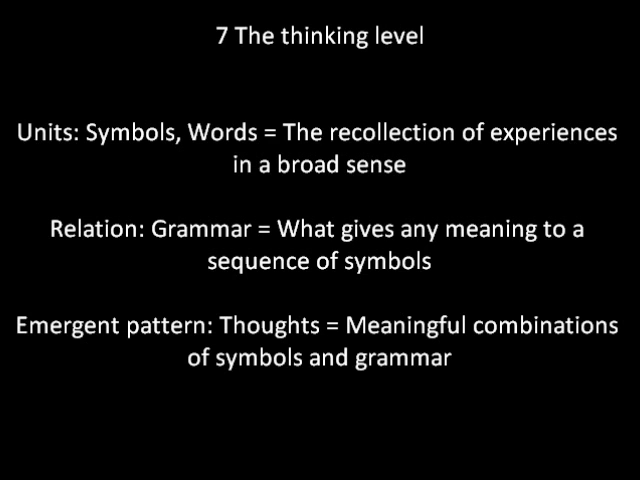 7 The thinking level
Units: Symbols, Words = The recollection of experiences
in a broad sense
Relation: Grammar = What gives any meaning to a
sequence of symbols
Emergent pattern: Thoughts = Meaningful combinations
of symbols and grammar